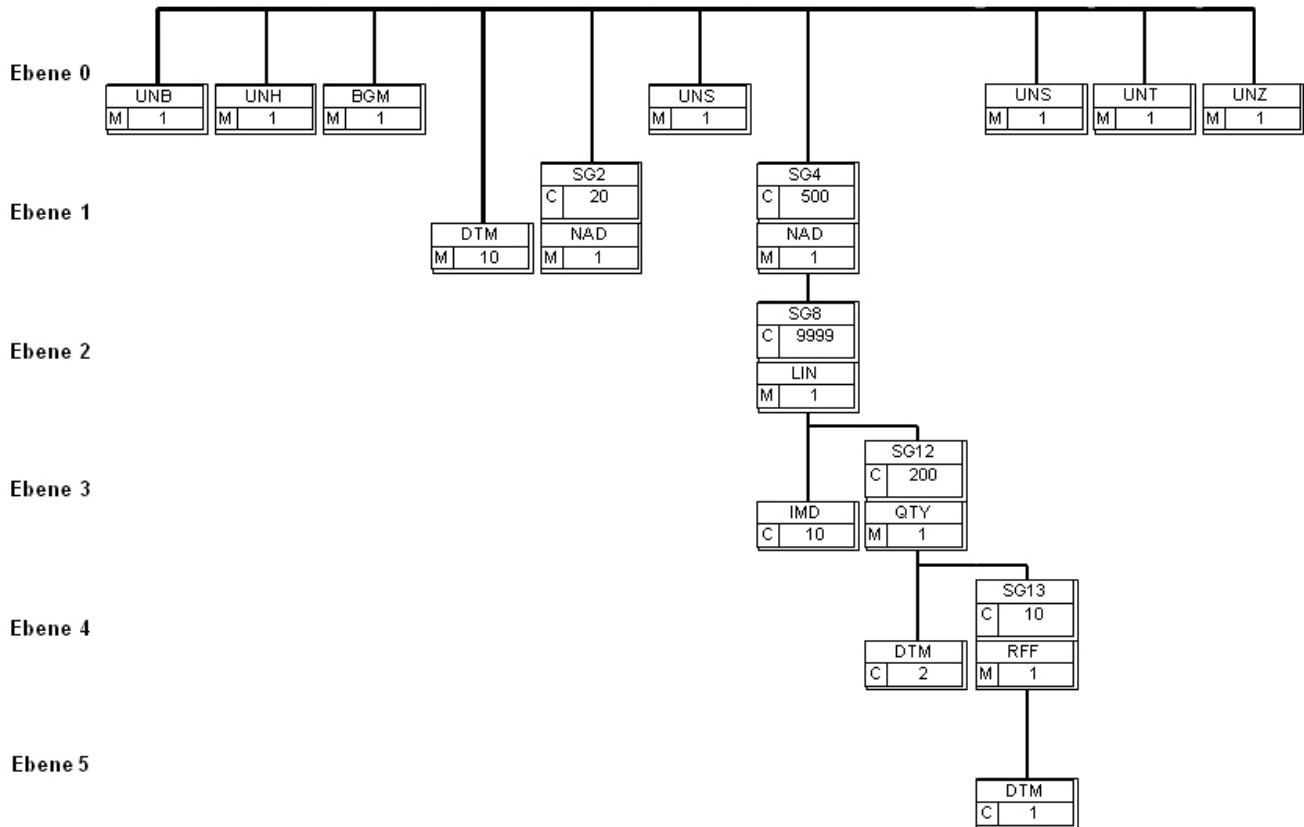 Ebene 0
UNB UNH BGM UNS UNS UNT UNZ
M 1 M 1 M 1 M 1 M 1 M 1 M 1
SG2 SG4
C 20 C 500
Ebene 1
DTM NAD NAD
M 10 M 1 M 1
SG8
C 9999
Ebene 2
LIN
M 1
SG12
C 200
Ebene 3
IMD QTY
C 10 M 1
SG13
C 10
Ebene 4
DTM RFF
C 2 M 1
Ebene 5
DTM
C 1